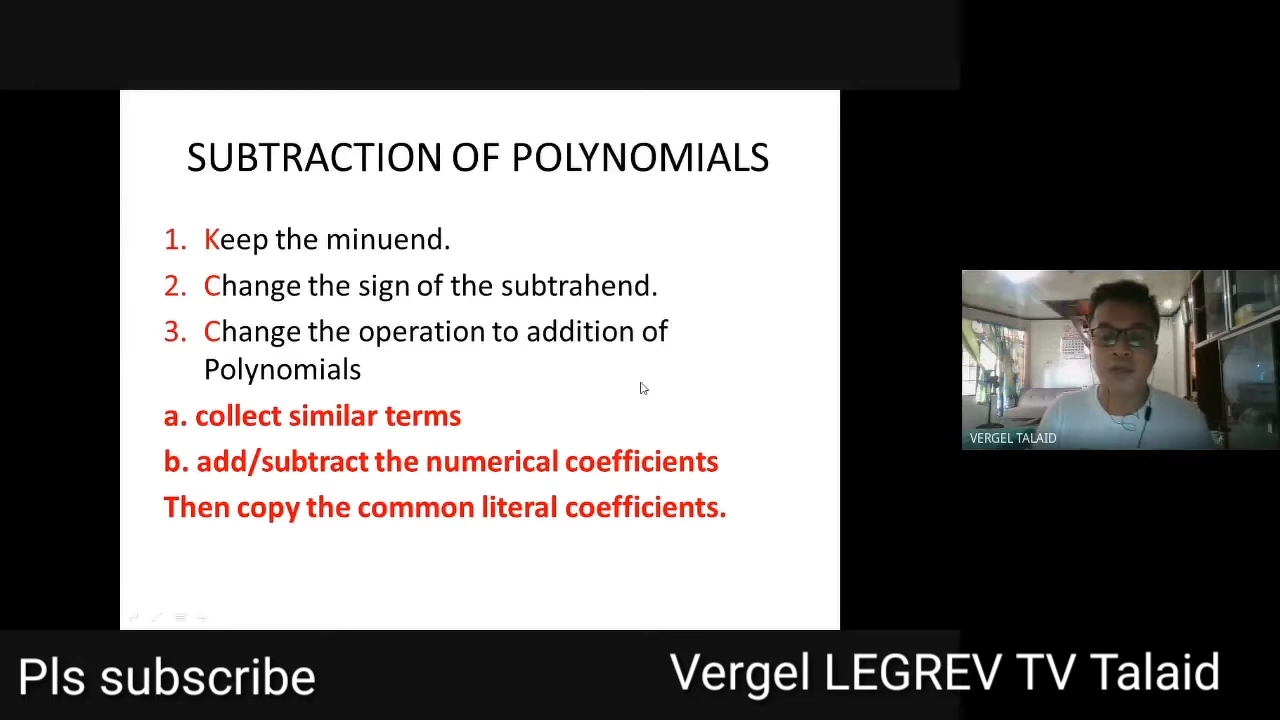 SUBTRACTION OF POLYNOMIALS
1. Keep the minuend.
2. Change the sign of the subtrahend.
3. Change the operation to addition of
Polynomials
a. collect similar terms
b. add/subtract the numerical coefficients
Then copy the common literal coefficients.
VERGEL TALAID
Pls subscribe
Vergel LEGREV TV Talaid